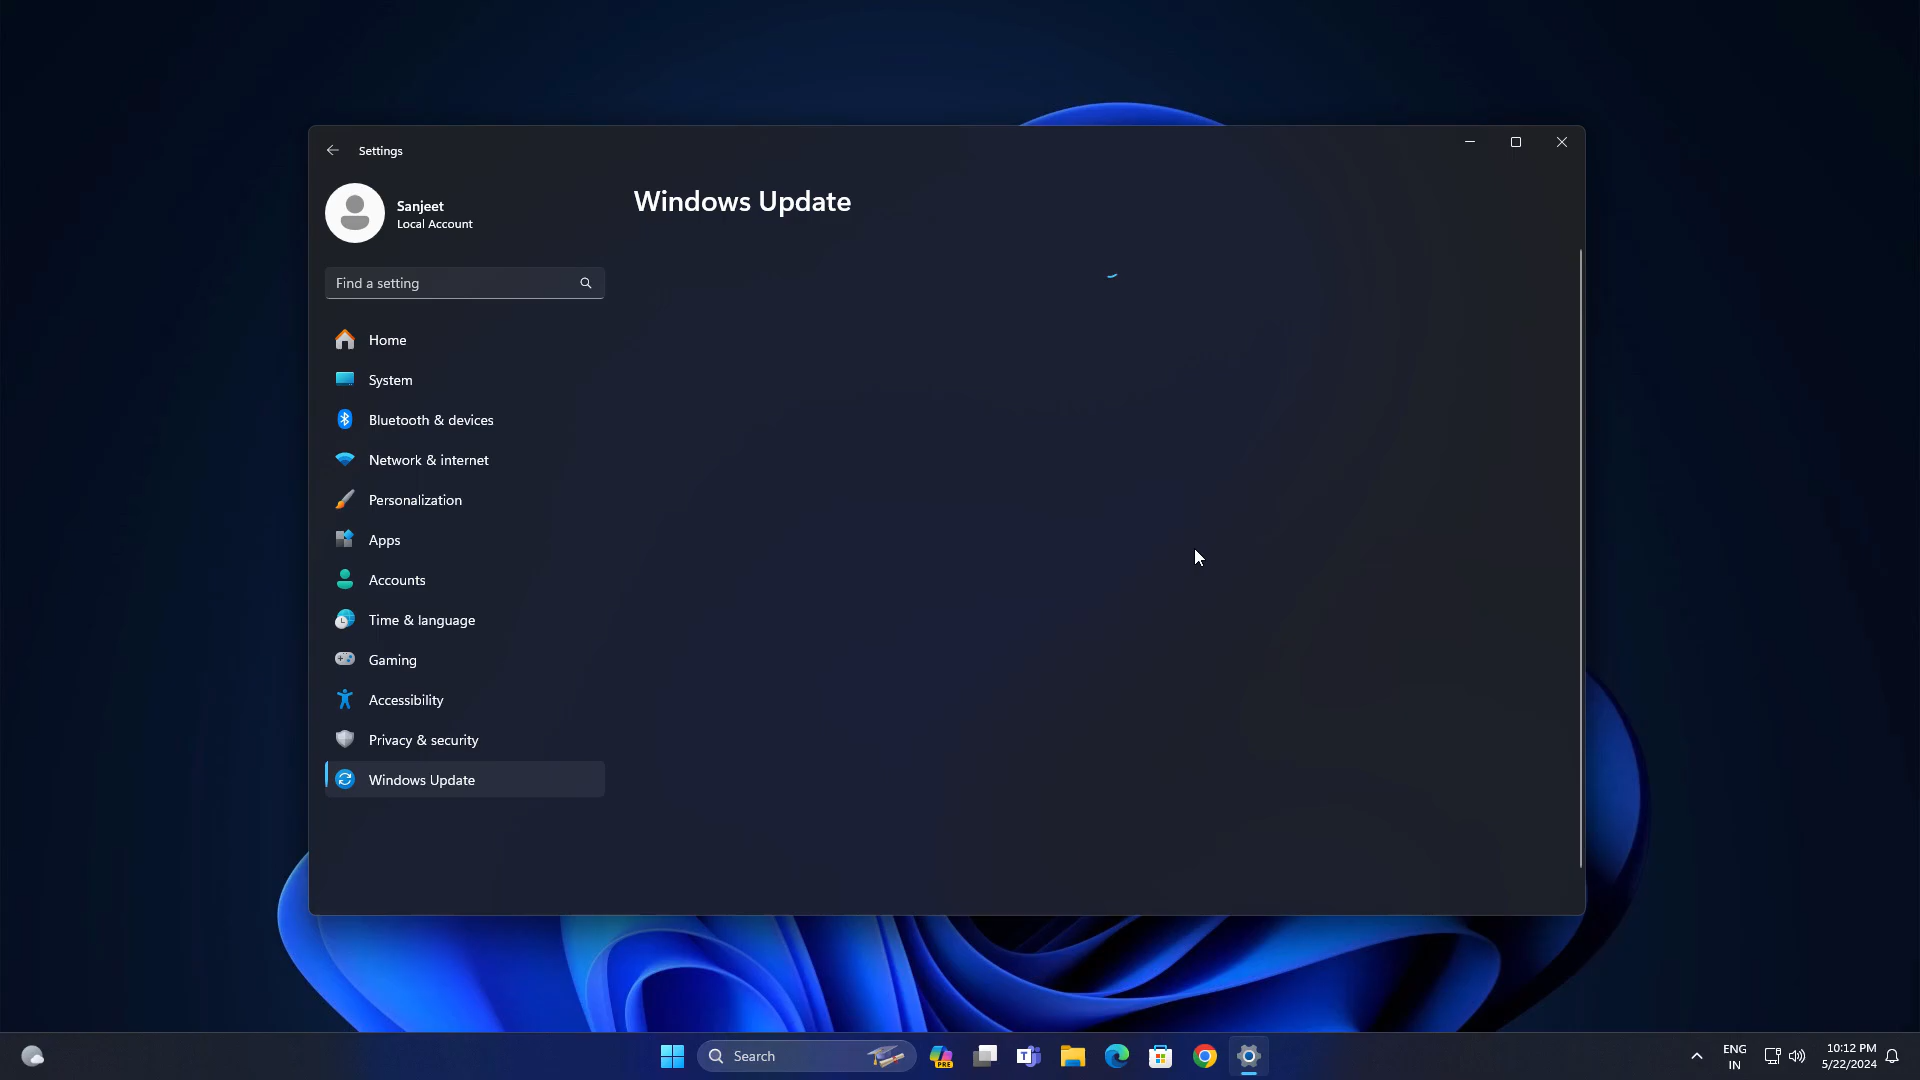 Settings
Sanjeet
Local Account
Windows Update
Find a setting
Home
System
Bluetooth & devices
Network & internet
Personalization
Apps
Accounts
Time & language
Gaming
Accessibility
Privacy & security
Windows Update
Search
PRE
T
ENG
IN
10:12 PM
5/22/2024